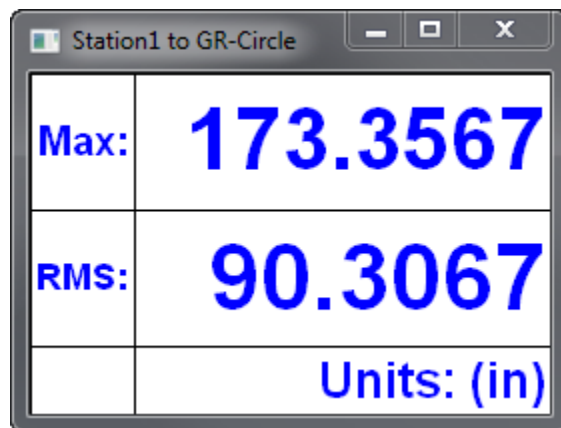 Station1 to GR-Circle
Max: 173.3567
RMS: 90.3067
Units: (in)